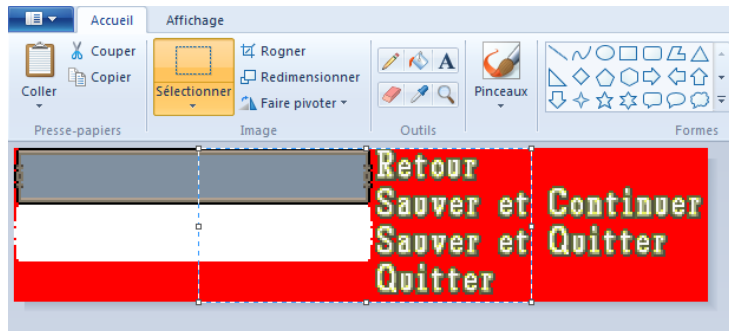 Accueil
Affichage
Coller
Couper
Copier
Presse-papiers
Sélectionner
Rogner
Redimensionner
Faire pivoter
Image
A
Outils
Pinceaux
Formes
Retour
Sauver et Continuer
Sauver et Quitter
Quitter